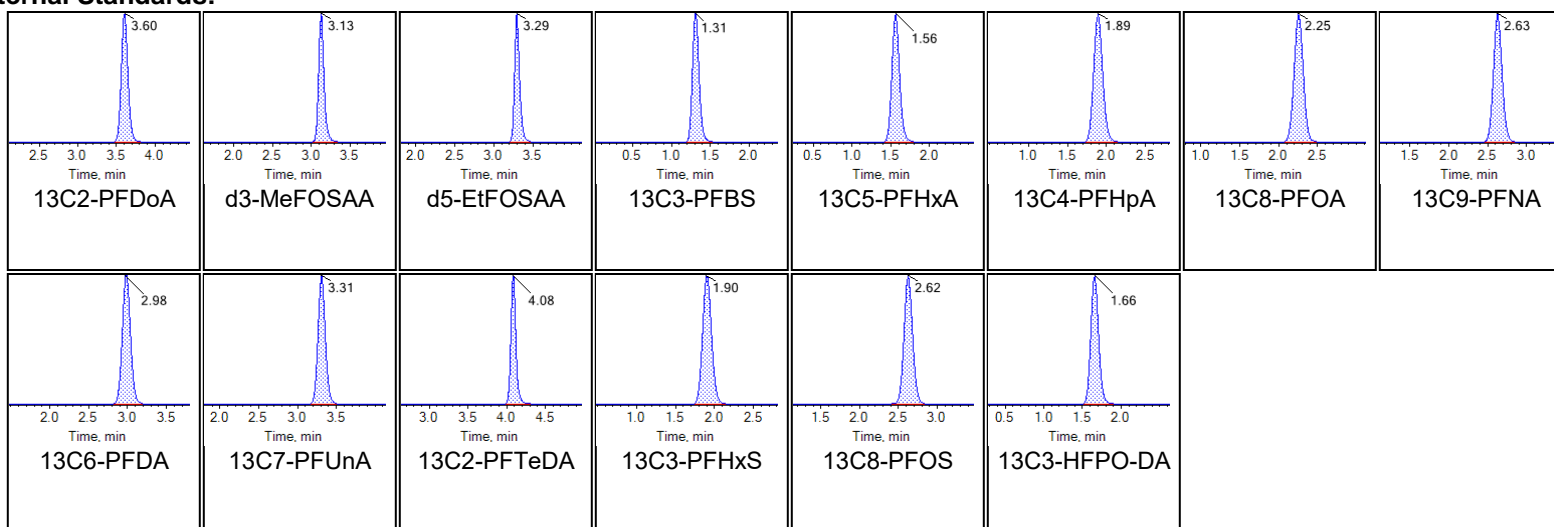 ternal Standards:
3.60 3.13 3.29 1.31 1.56 1.89 2.25 2.63
2.5 3.0 3.5 4.0 2.0 2.5 3.0 3.5 2.0 2.5 3.0 3.5 0.5 1.0 1.5 2.0 0.5 1.0 1.5 2.0 1.0 1.5 2.0 2.5 1.0 1.5 2.0 2.5 1.5 2.0 2.5 3.0
Time, min Time, min Time, min Time, min Time, min Time, min Time, min Time, min
13C2-PFDoA d3-MeFOSAA d5-EtFOSAA 13C3-PFBS 13C5-PFHxA 13C4-PFHpA 13C8-PFOA 13C9-PFNA
2.98 3.31 4.08 1.90 2.62 1.66
2.0 2.5 3.0 3.5 2.0 2.5 3.0 3.5 3.0 3.5 4.0 4.5 1.0 1.5 2.0 2.5 1.5 2.0 2.5 3.0 0.5 1.0 1.5 2.0
Time, min Time, min Time, min Time, min Time, min Time, min
13C6-PFDA 13C7-PFUnA 13C2-PFTeDA 13C3-PFHxS 13C8-PFOS 13C3-HFPO-DA